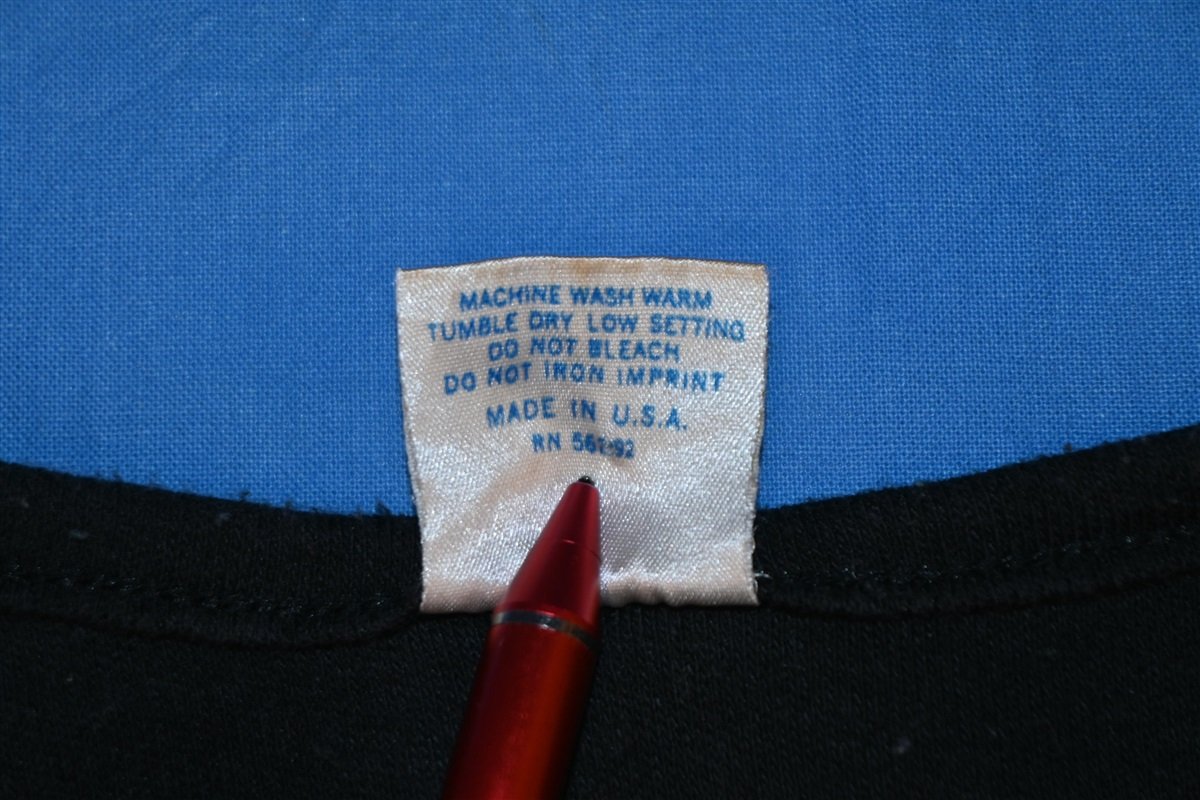 MACHINE WASH WARM
TUMBLE DRY LOW SETTING
DO NOT BLEACH
DO NOT IRON IMPRINT
MADE IN U.S.A.
RN